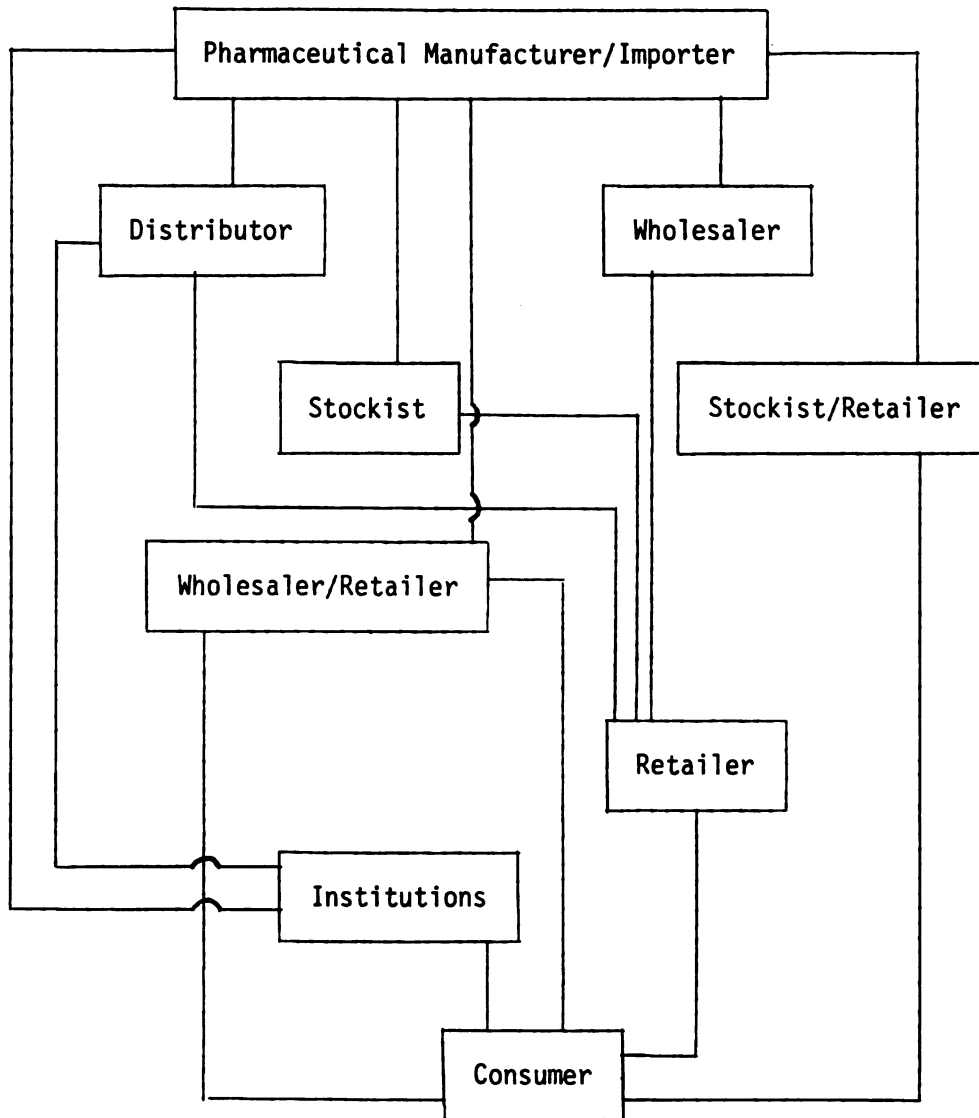 Pharmaceutical Manufacturer/Importer
Distributor
Wholesaler
Stockist
Stockist/Retailer
Wholesaler/Retailer
Retailer
Institutions
Consumer